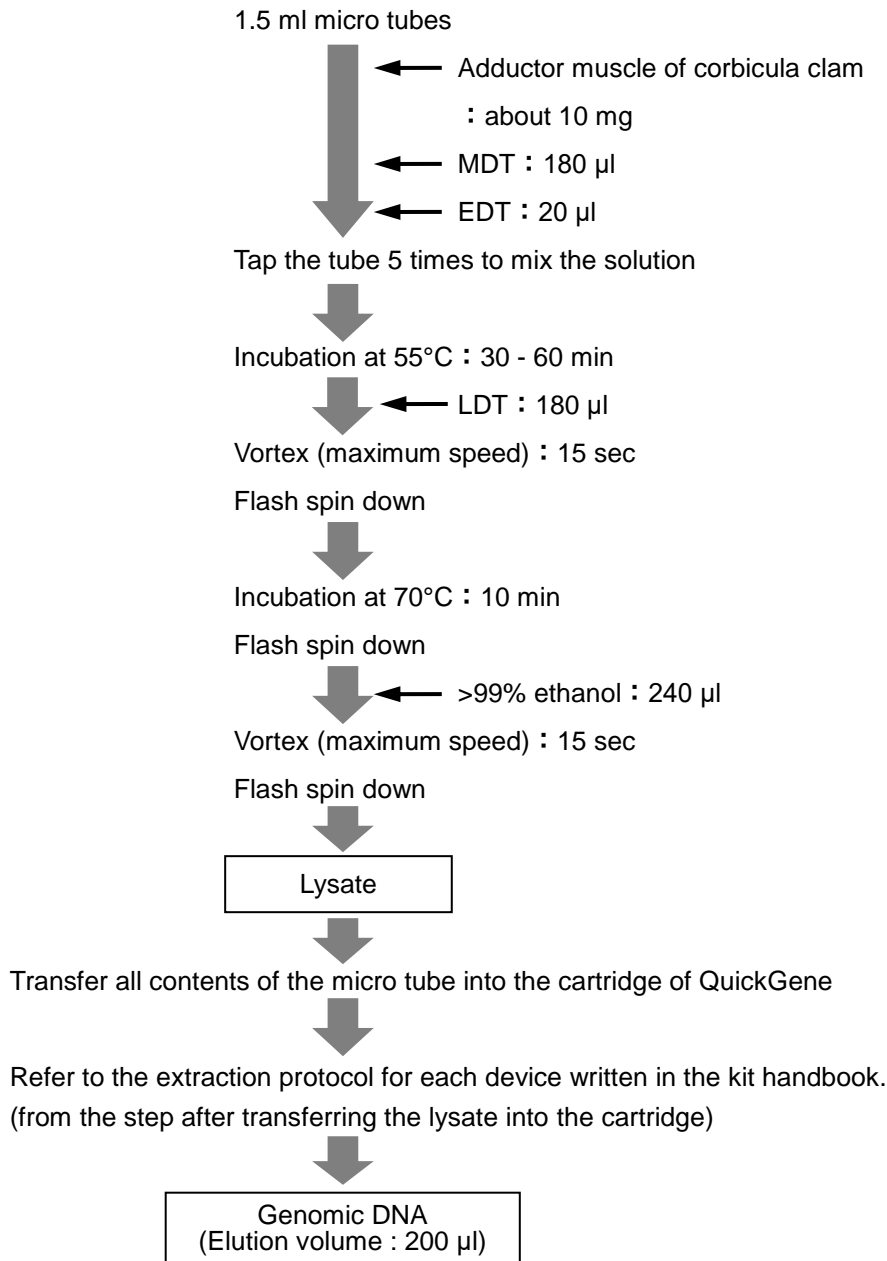 1.5 ml micro tubes
Adductor muscle of corbicula clam
：about 10 mg
MDT：180 µl
EDT：20 µl
Tap the tube 5 times to mix the solution
Incubation at 55°C：30 - 60 min
LDT：180 µl
Vortex (maximum speed)：15 sec
Flash spin down
Incubation at 70°C：10 min
Flash spin down
>99% ethanol：240 µl
Vortex (maximum speed)：15 sec
Flash spin down
Lysate
Transfer all contents of the micro tube into the cartridge of QuickGene
Refer to the extraction protocol for each device written in the kit handbook.
(from the step after transferring the lysate into the cartridge)
Genomic DNA
(Elution volume : 200 µl)